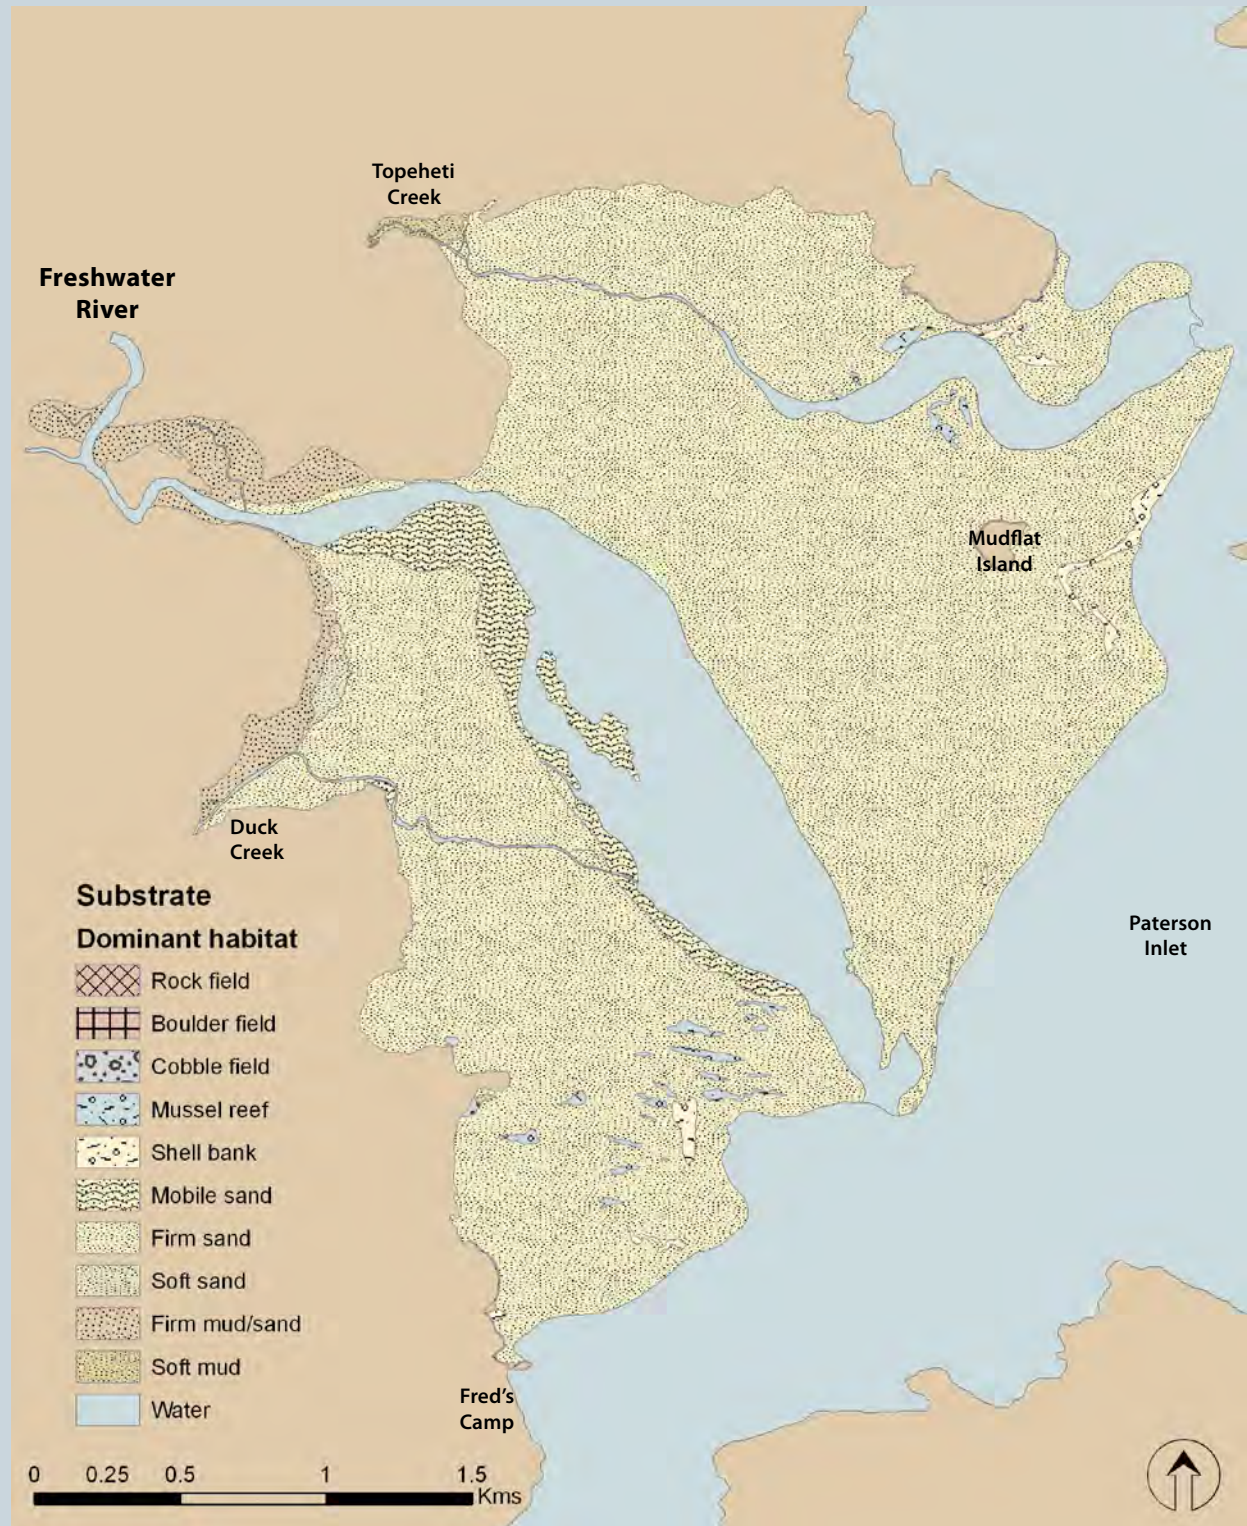 Topeheti
Creek
Freshwater
River
Mudflat
Island
Duck
Creek
Paterson
Inlet
Substrate
Dominant habitat
Rock field
Boulder field
Cobble field
Mussel reef
Shell bank
Mobile sand
Firm sand
Soft sand
Firm mud/sand
Soft mud
Water
Fred's
Camp
0 0.25 0.5 1 1.5
Kms